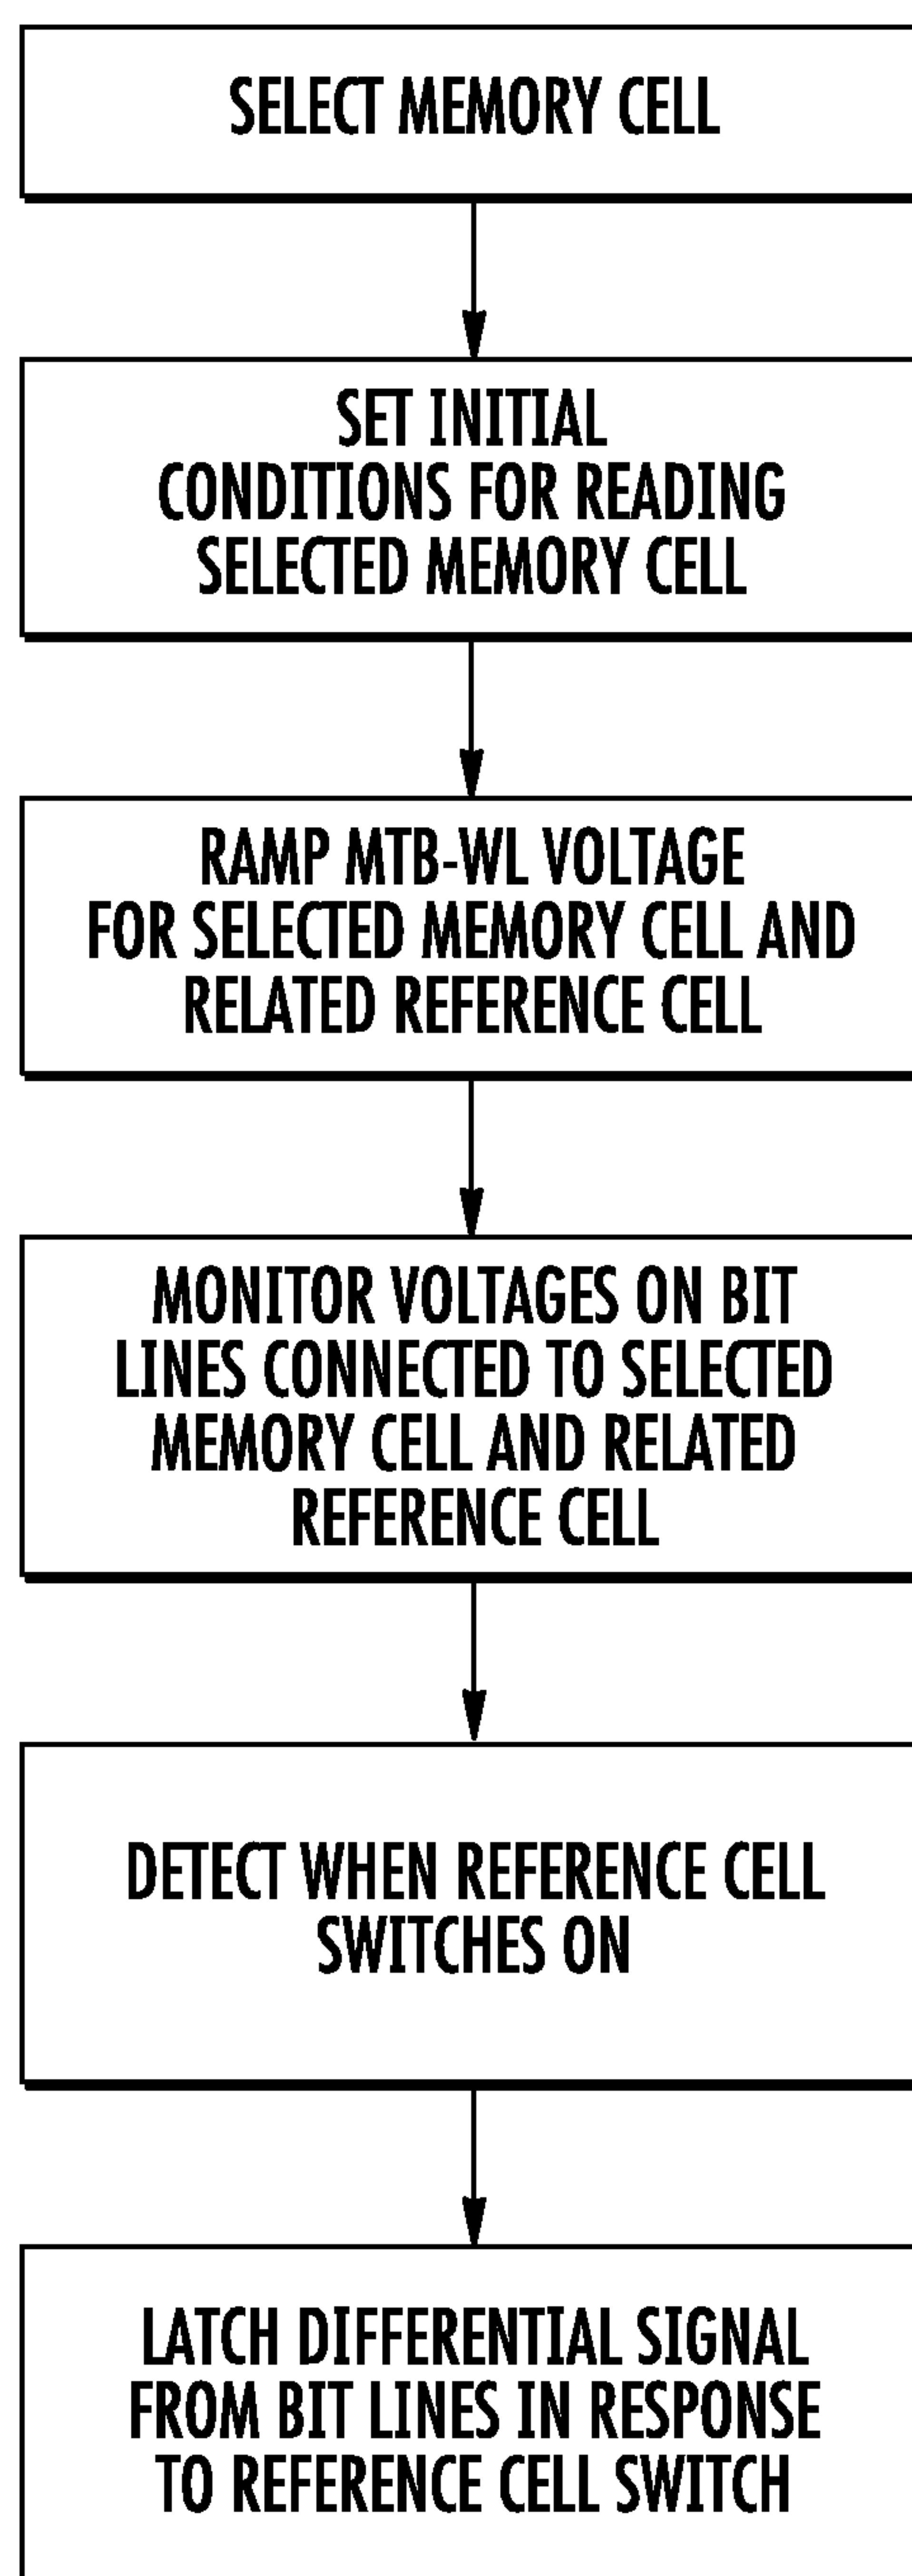 SELECT MEMORY CELL
SET INITIAL
CONDITIONS FOR READING
SELECTED MEMORY CELL
RAMP MTB-WL VOLTAGE
FOR SELECTED MEMORY CELL AND
RELATED REFERENCE CELL
MONITOR VOLTAGES ON BIT
LINES CONNECTED TO SELECTED
MEMORY CELL AND RELATED
REFERENCE CELL
DETECT WHEN REFERENCE CELL
SWITCHES ON
LATCH DIFFERENTIAL SIGNAL
FROM BIT LINES IN RESPONSE
TO REFERENCE CELL SWITCH